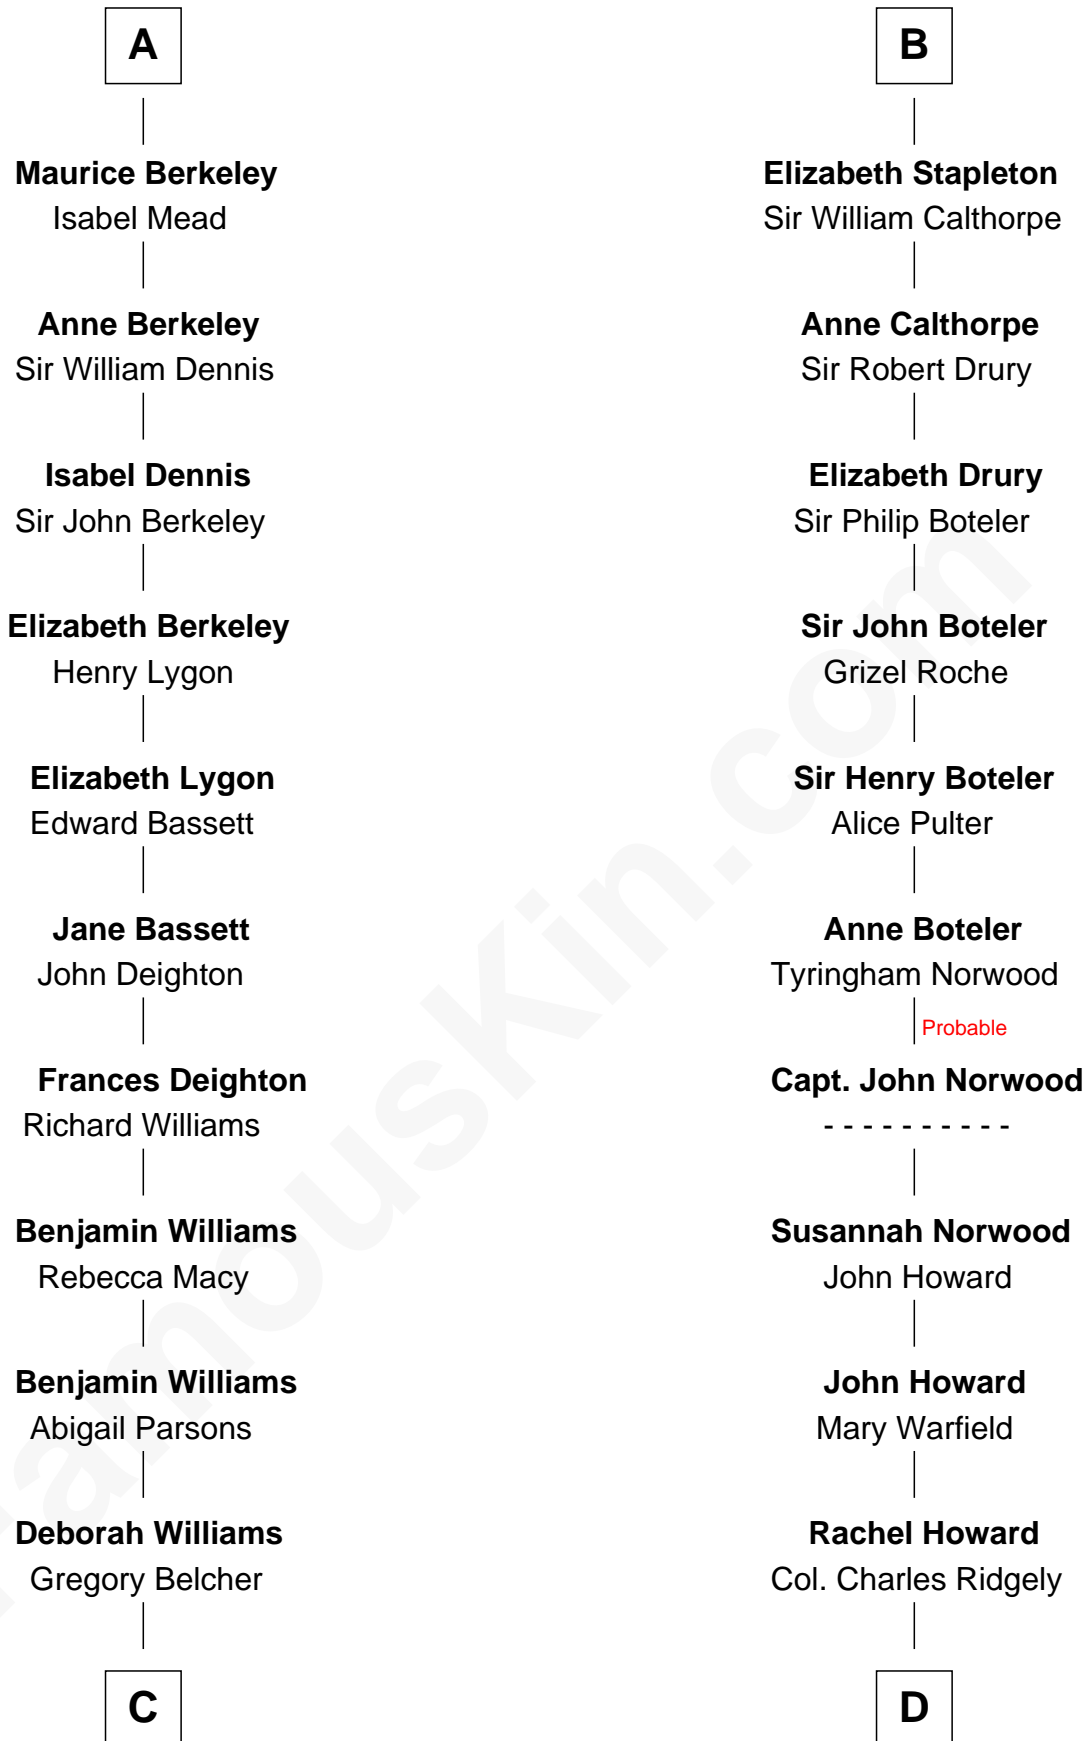 A
Maurice Berkeley
Isabel Mead
Anne Berkeley
Sir William Dennis
Isabel Dennis
Sir John Berkeley
Elizabeth Berkeley
Henry Lygon
Elizabeth Lygon
Edward Bassett
Jane Bassett
John Deighton
Frances Deighton
Richard Williams
Benjamin Williams
Rebecca Macy
Benjamin Williams
Abigail Parsons
Deborah Williams
Gregory Belcher
C
B
Elizabeth Stapleton
Sir William Calthorpe
Anne Calthorpe
Sir Robert Drury
Elizabeth Drury
Sir Philip Boteler
Sir John Boteler
Grizel Roche
Sir Henry Boteler
Alice Pulter
Anne Boteler
Tyringham Norwood
Probable
Capt. John Norwood
- - - - - - - - - -
Susannah Norwood
John Howard
John Howard
Mary Warfield
Rachel Howard
Col. Charles Ridgely
D
FamousKin.com